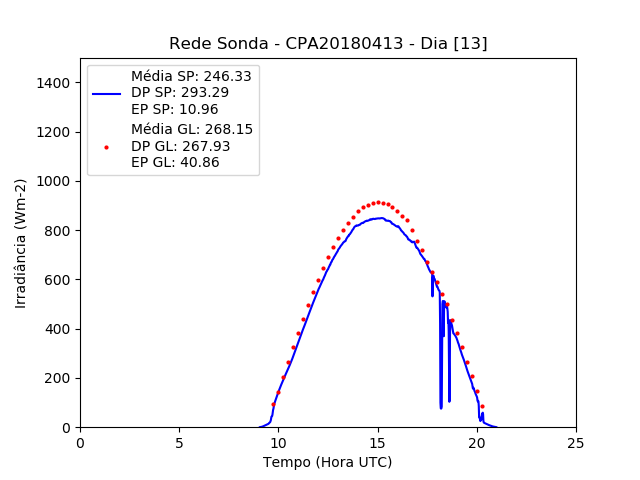 Rede Sonda - CPA20180413 - Dia [13]
Média SP: 246.33
DP SP: 293.29
EP SP: 10.96
Média GL: 268.15
DP GL: 267.93
EP GL: 40.86
1400
1200
1000
800
600
400
200
0
Irradiância (Wm-2)
0 5 10 15 20 25
Tempo (Hora UTC)